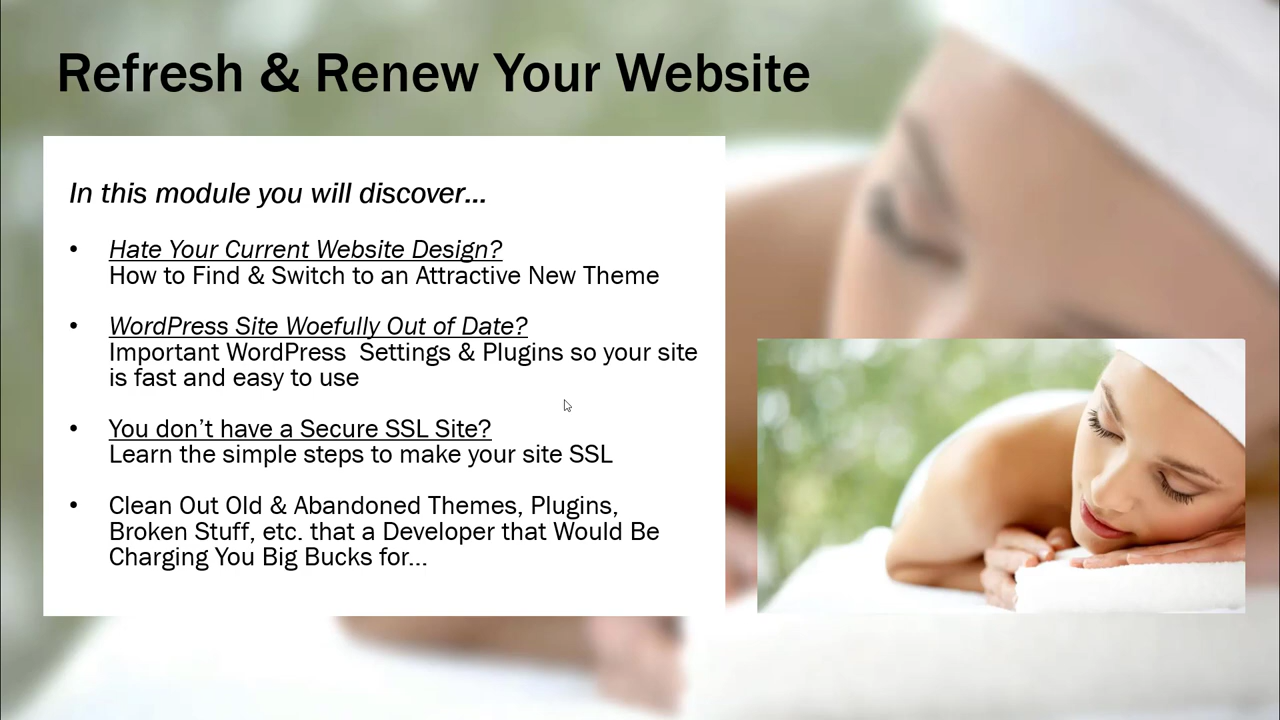 Refresh & Renew Your Website
In this module you will discover...
• Hate Your Current Website Design?
How to Find & Switch to an Attractive New Theme
• WordPress Site Woefully Out of Date?
Important WordPress  Settings & Plugins so your site
is fast and easy to use
• You don’t have a Secure SSL Site?
Learn the simple steps to make your site SSL
• Clean Out Old & Abandoned Themes, Plugins,
Broken Stuff, etc. that a Developer that Would Be
Charging You Big Bucks for...